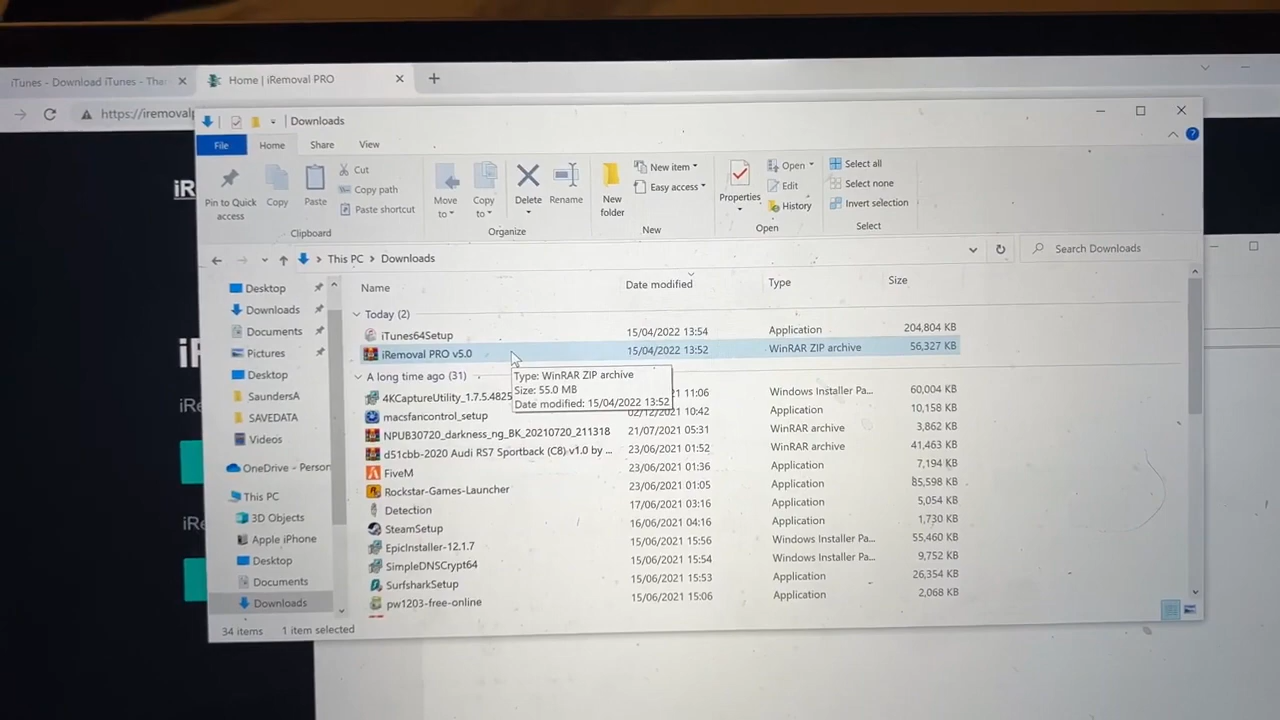 iTunes - Download iTunes - Tha
Home | iRemoval PRO
https://iremovalp
Downloads
File Home Share View
Pin to Quick access
Copy
Paste
Cut
Copy path
Paste shortcut
Clipboard
Move to
Copy to
Delete
Rename
Organize
New folder
New item
Easy access
New
Properties
Open
Edit
History
Open
Select all
Select none
Invert selection
Select
This PC > Downloads
Search Downloads
Name Date modified Type Size
Desktop
Downloads
Documents
Pictures
Desktop
SaundersA
SAVEDATA
Videos
OneDrive - Person
This PC
3D Objects
Apple iPhone
Desktop
Documents
Downloads
Today (2)
iTunes64Setup 15/04/2022 13:54 Application 204,804 KB
iRemoval PRO v5.0 15/04/2022 13:52 WinRAR ZIP archive 56,327 KB
A long time ago (31)
Type: WinRAR ZIP archive
Size: 55.0 MB
Date modified: 15/04/2022 13:52
4KCaptureUtility_1.7.5.4825 11:06 Windows Installer Pa... 60,004 KB
macsfancontrol_setup 02/12/2021 10:42 Application 10,158 KB
NPUB30720_darkness_ng_BK_20210720_211318 21/07/2021 05:31 WinRAR archive 3,862 KB
d51cbb-2020 Audi RS7 Sportback (C8) v1.0 by ... 23/06/2021 01:52 WinRAR archive 41,463 KB
FiveM 23/06/2021 01:36 Application 7,194 KB
Rockstar-Games-Launcher 23/06/2021 01:05 Application 85,598 KB
Detection 17/06/2021 03:16 Application 5,054 KB
SteamSetup 16/06/2021 04:16 Application 1,730 KB
EpicInstaller-12.1.7 15/06/2021 15:56 Windows Installer Pa... 55,460 KB
SimpleDNSCrypt64 15/06/2021 15:54 Windows Installer Pa... 9,752 KB
SurfsharkSetup 15/06/2021 15:53 Application 26,354 KB
pw1203-free-online 15/06/2021 15:06 Application 2,068 KB
34 items 1 item selected
iR
iR
iRe
iRe